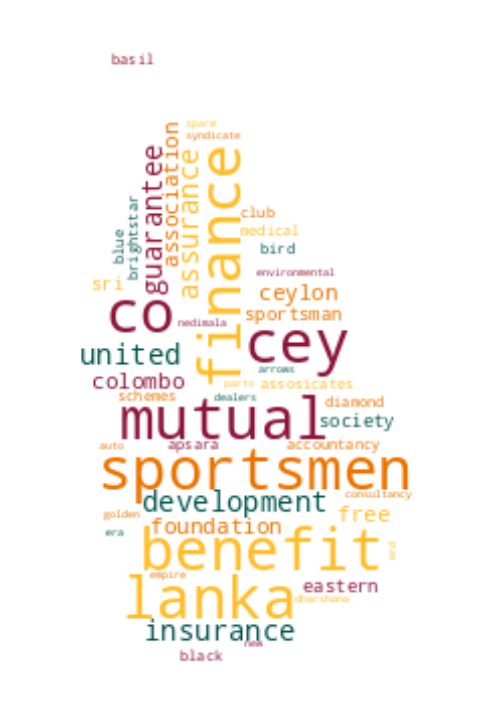 basil
spare
syndicate
association
guarantee
assurance
finance
brightstar
blue
club
medical
bird
environmental
sri
ceylon
co
sportsman
nedimala
cey
united
arrows
colombo
parts
assosicates
schemes
dealers
diamond
mutual
society
auto
apsara
accountancy
sportsmen
development
consultancy
golden
free
foundation
era
benefit
erd
empire
eastern
lanka
dharshana
insurance
new
black